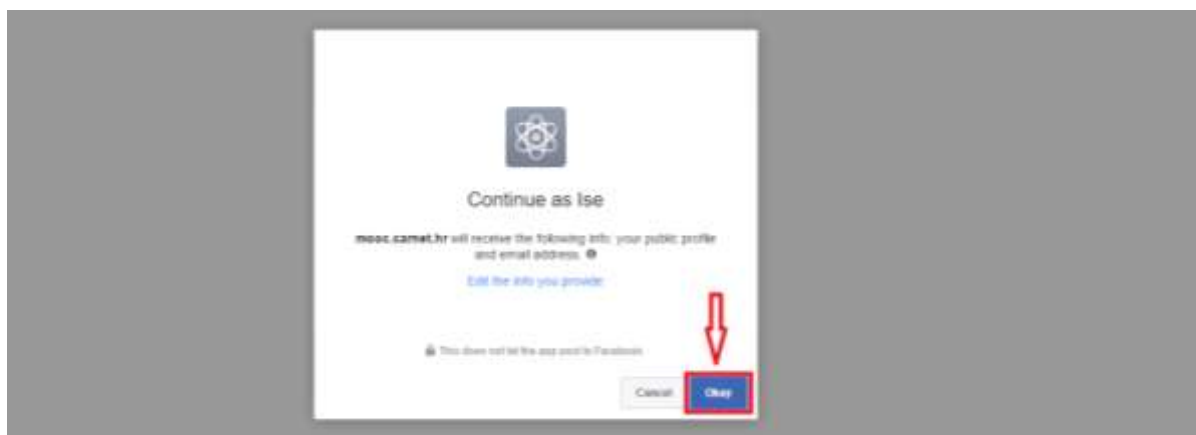 Continue as Ise
mooc.carnet.hr will receive the following info: your public profile
and email address.
Edit the info you provide
This does not let the app post to Facebook
Cancel
Okay